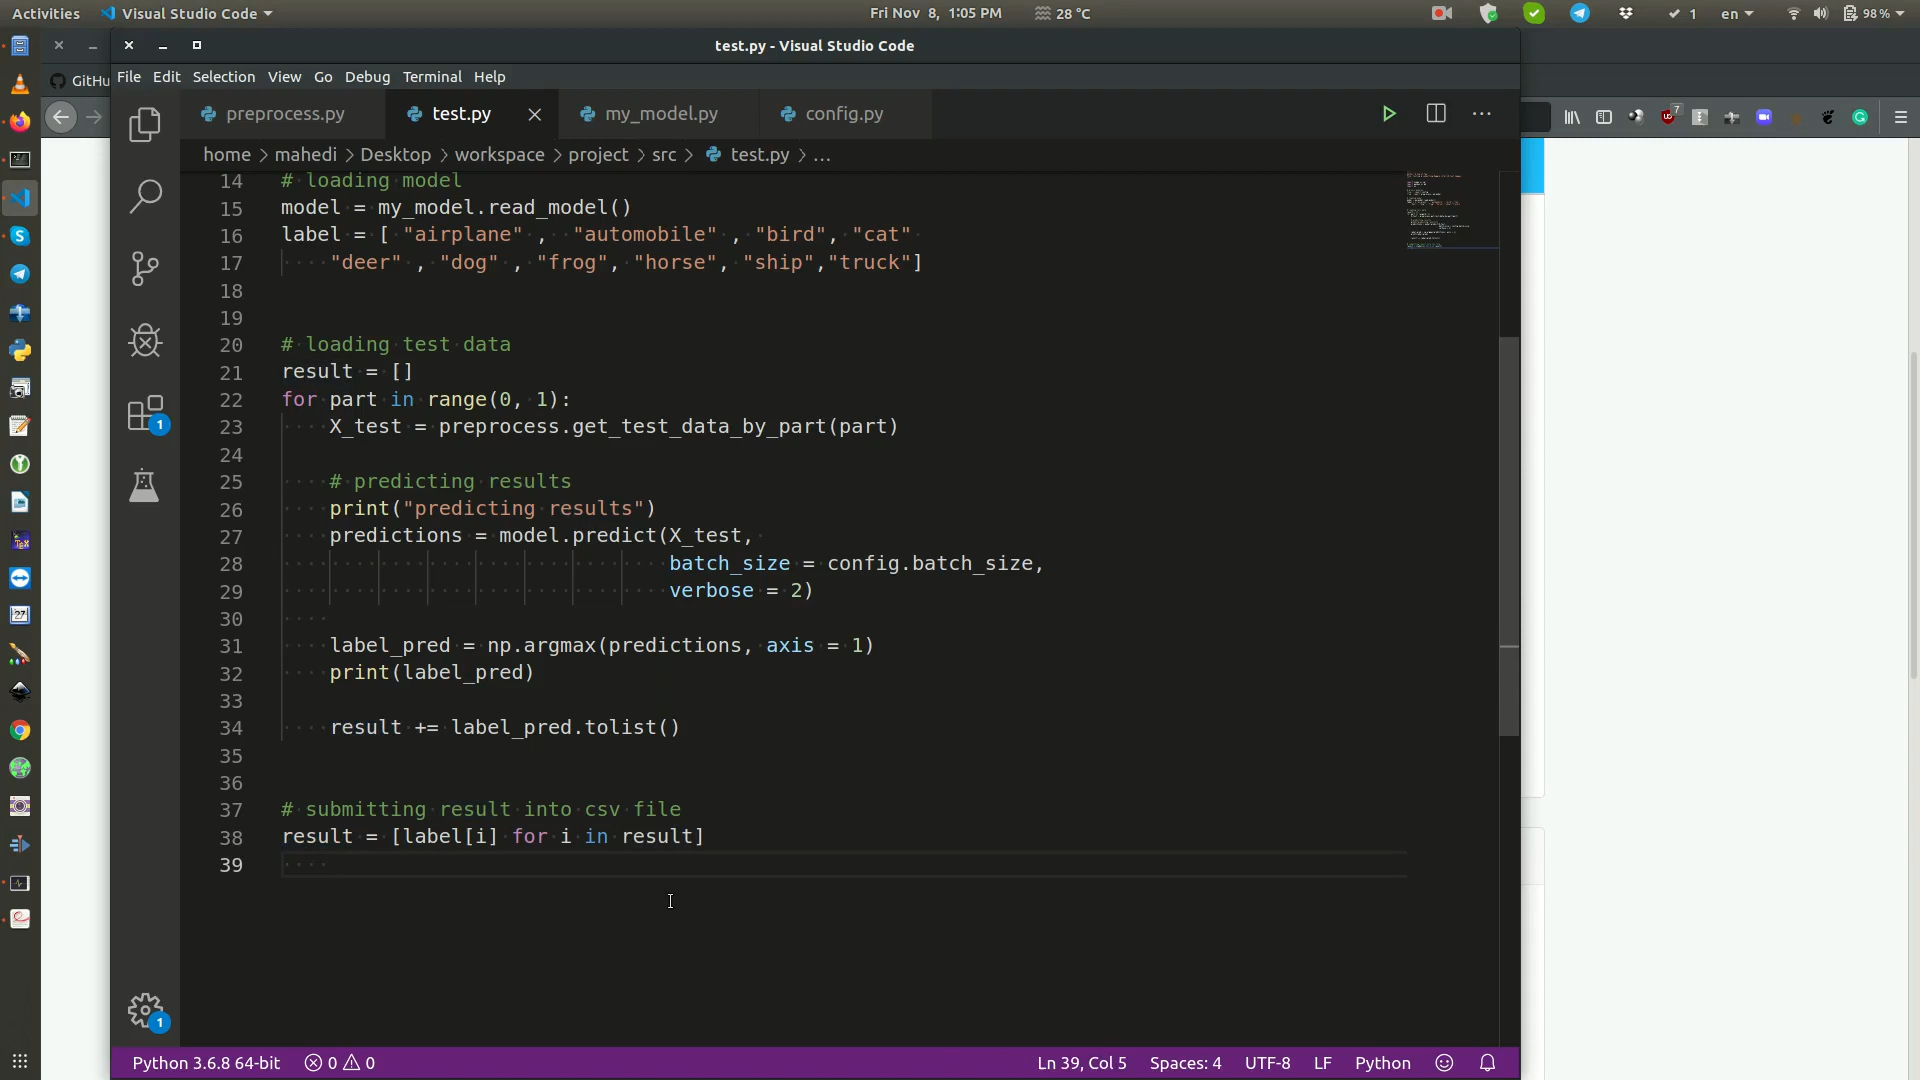 Activities Visual Studio Code Fri Nov 8, 1:05 PM 28 °C 1 en 98%
test.py - Visual Studio Code
GitHu
File Edit Selection View Go Debug Terminal Help
preprocess.py test.py my_model.py config.py
7
home > mahedi > Desktop > workspace > project > src > test.py > ...
14 # loading model
15 model = my_model.read_model()
16 label = [ "airplane" ,  "automobile" , "bird", "cat"
17     "deer" , "dog" , "frog", "horse", "ship","truck"]
18
19
20 # loading test data
21 result = []
22 for part in range(0, 1):
23     X_test = preprocess.get_test_data_by_part(part)
24
25     # predicting results
26     print("predicting results")
27     predictions = model.predict(X_test,
28                                 batch_size = config.batch_size,
29                                 verbose = 2)
30
31     label_pred = np.argmax(predictions, axis = 1)
32     print(label_pred)
33
34     result += label_pred.tolist()
35
36
37 # submitting result into csv file
38 result = [label[i] for i in result]
39
1
27
1
Python 3.6.8 64-bit 0 0 Ln 39, Col 5 Spaces: 4 UTF-8 LF Python